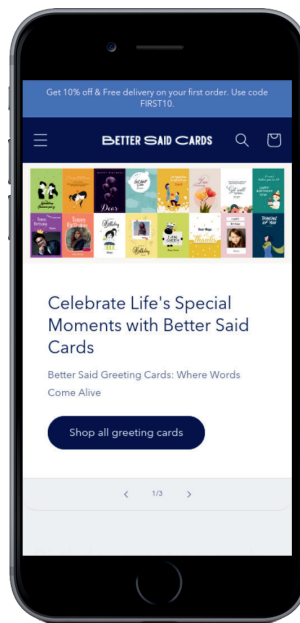 Get 10% off & Free delivery on your first order. Use code
FIRST10.
BETTER SAID CARDS
Celebrate Life's Special
Moments with Better Said
Cards
Better Said Greeting Cards: Where Words
Come Alive
Shop all greeting cards
1/3